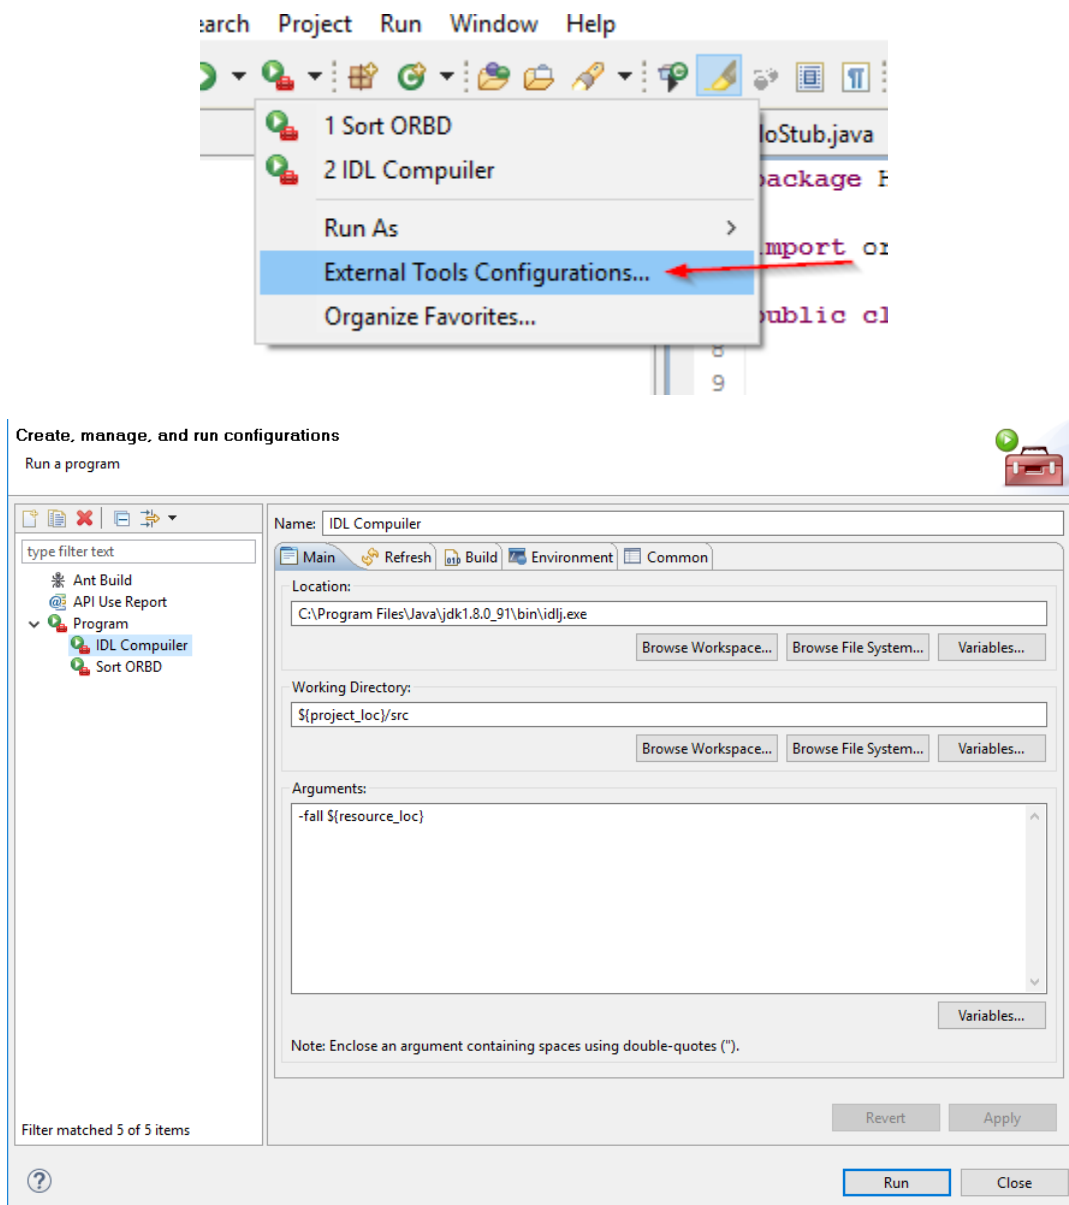 earch Project Run Window Help
1 Sort ORBD
2 IDL Compuiler
Run As
External Tools Configurations...
Organize Favorites...
loStub.java
package H
import or
public cl
8
9
Create, manage, and run configurations
Run a program
type filter text
Ant Build
API Use Report
Program
IDL Compuiler
Sort ORBD
Filter matched 5 of 5 items
Name: IDL Compuiler
Main Refresh Build Environment Common
Location:
C:\Program Files\Java\jdk1.8.0_91\bin\idlj.exe
Browse Workspace... Browse File System... Variables...
Working Directory:
${project_loc}/src
Browse Workspace... Browse File System... Variables...
Arguments:
-fall ${resource_loc}
Variables...
Note: Enclose an argument containing spaces using double-quotes (").
Revert Apply
Run Close